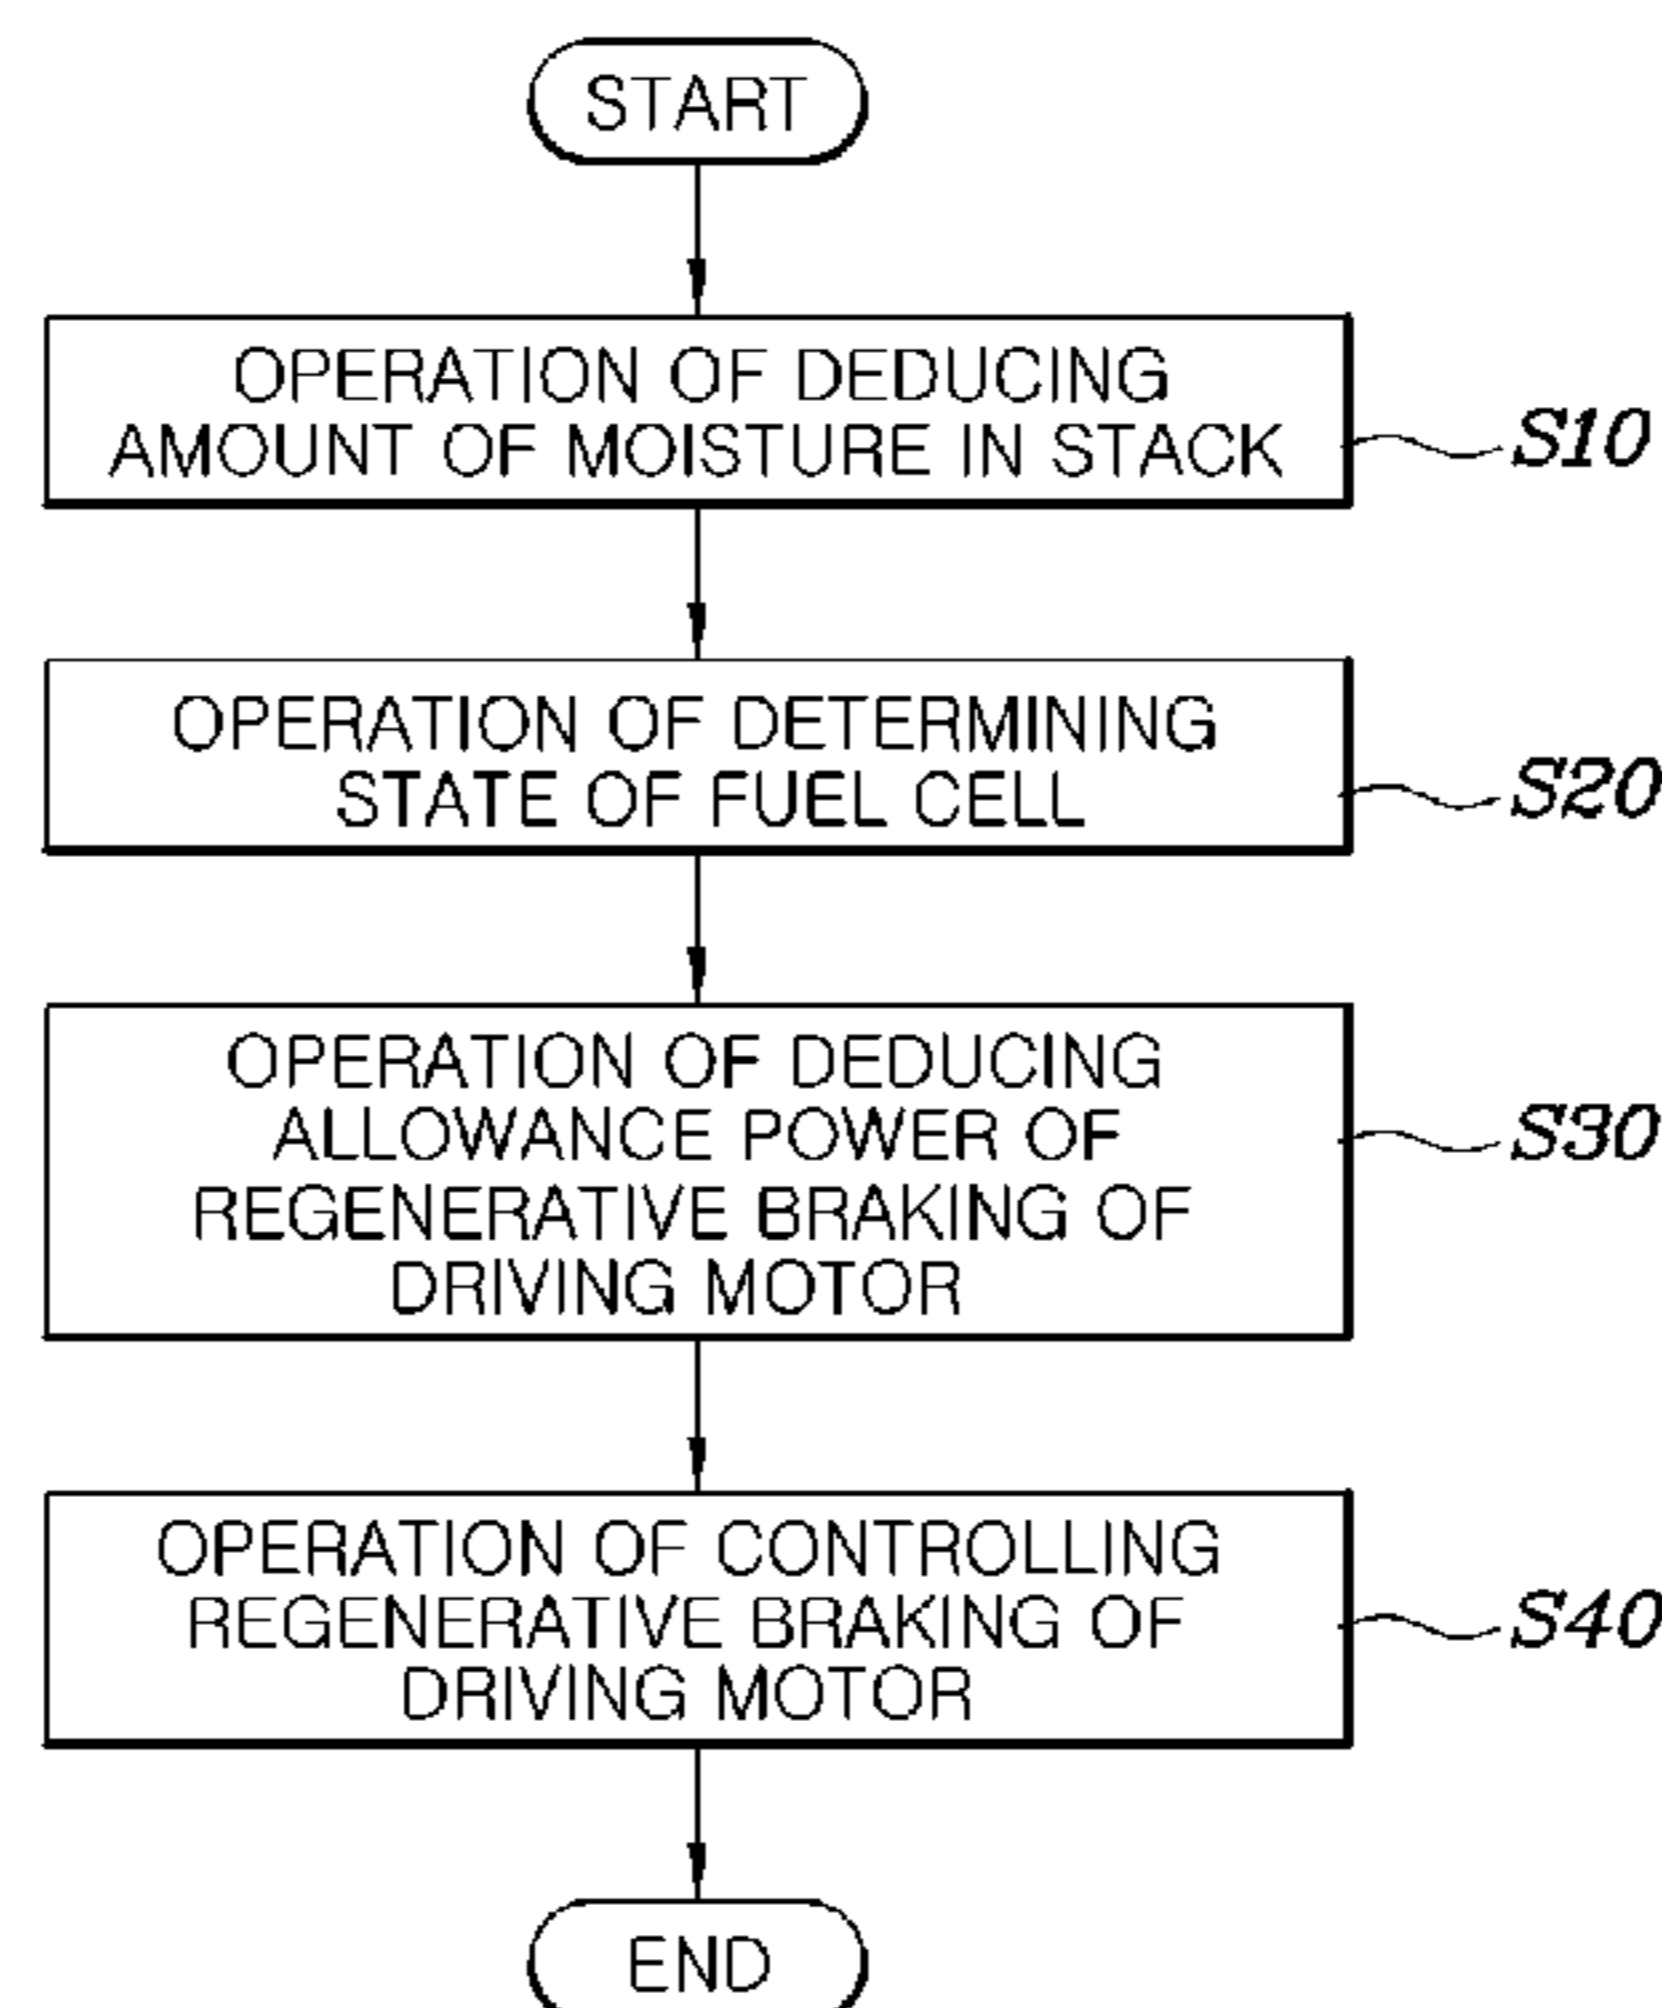 START
OPERATION OF DEDUCING
AMOUNT OF MOISTURE IN STACK
S10
OPERATION OF DETERMINING
STATE OF FUEL CELL
S20
OPERATION OF DEDUCING
ALLOWANCE POWER OF
REGENERATIVE BRAKING OF
DRIVING MOTOR
S30
OPERATION OF CONTROLLING
REGENERATIVE BRAKING OF
DRIVING MOTOR
S40
END